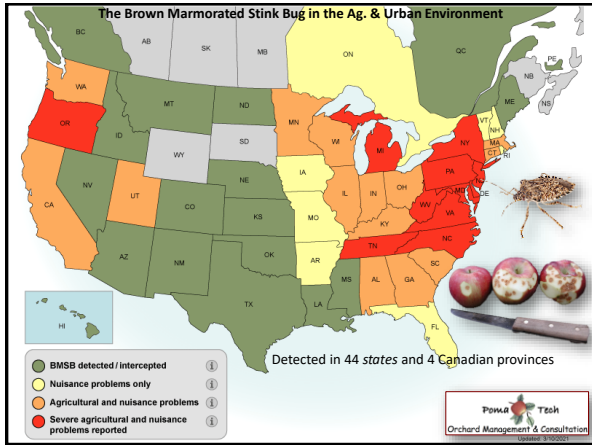 The Brown Marmorated Stink Bug in the Ag. & Urban Environment
BC
AB
SK
MB
ON
QC
PE
NB
NS
WA
MT
ND
MN
ME
OR
ID
SD
WI
MI
NY
VT
NH
MA
CT
RI
WY
IA
PA
NJ
NV
UT
NE
IL
IN
OH
MD
DE
CA
CO
KS
MO
KY
WV
VA
AZ
NM
OK
AR
TN
NC
SC
TX
LA
MS
AL
GA
FL
HI
BMSB detected / intercepted i
Nuisance problems only i
Agricultural and nuisance problems i
Severe agricultural and nuisance
problems reported i
Detected in 44 states and 4 Canadian provinces
Poma Tech
Orchard Management & Consultation
Updated: 3/10/2021